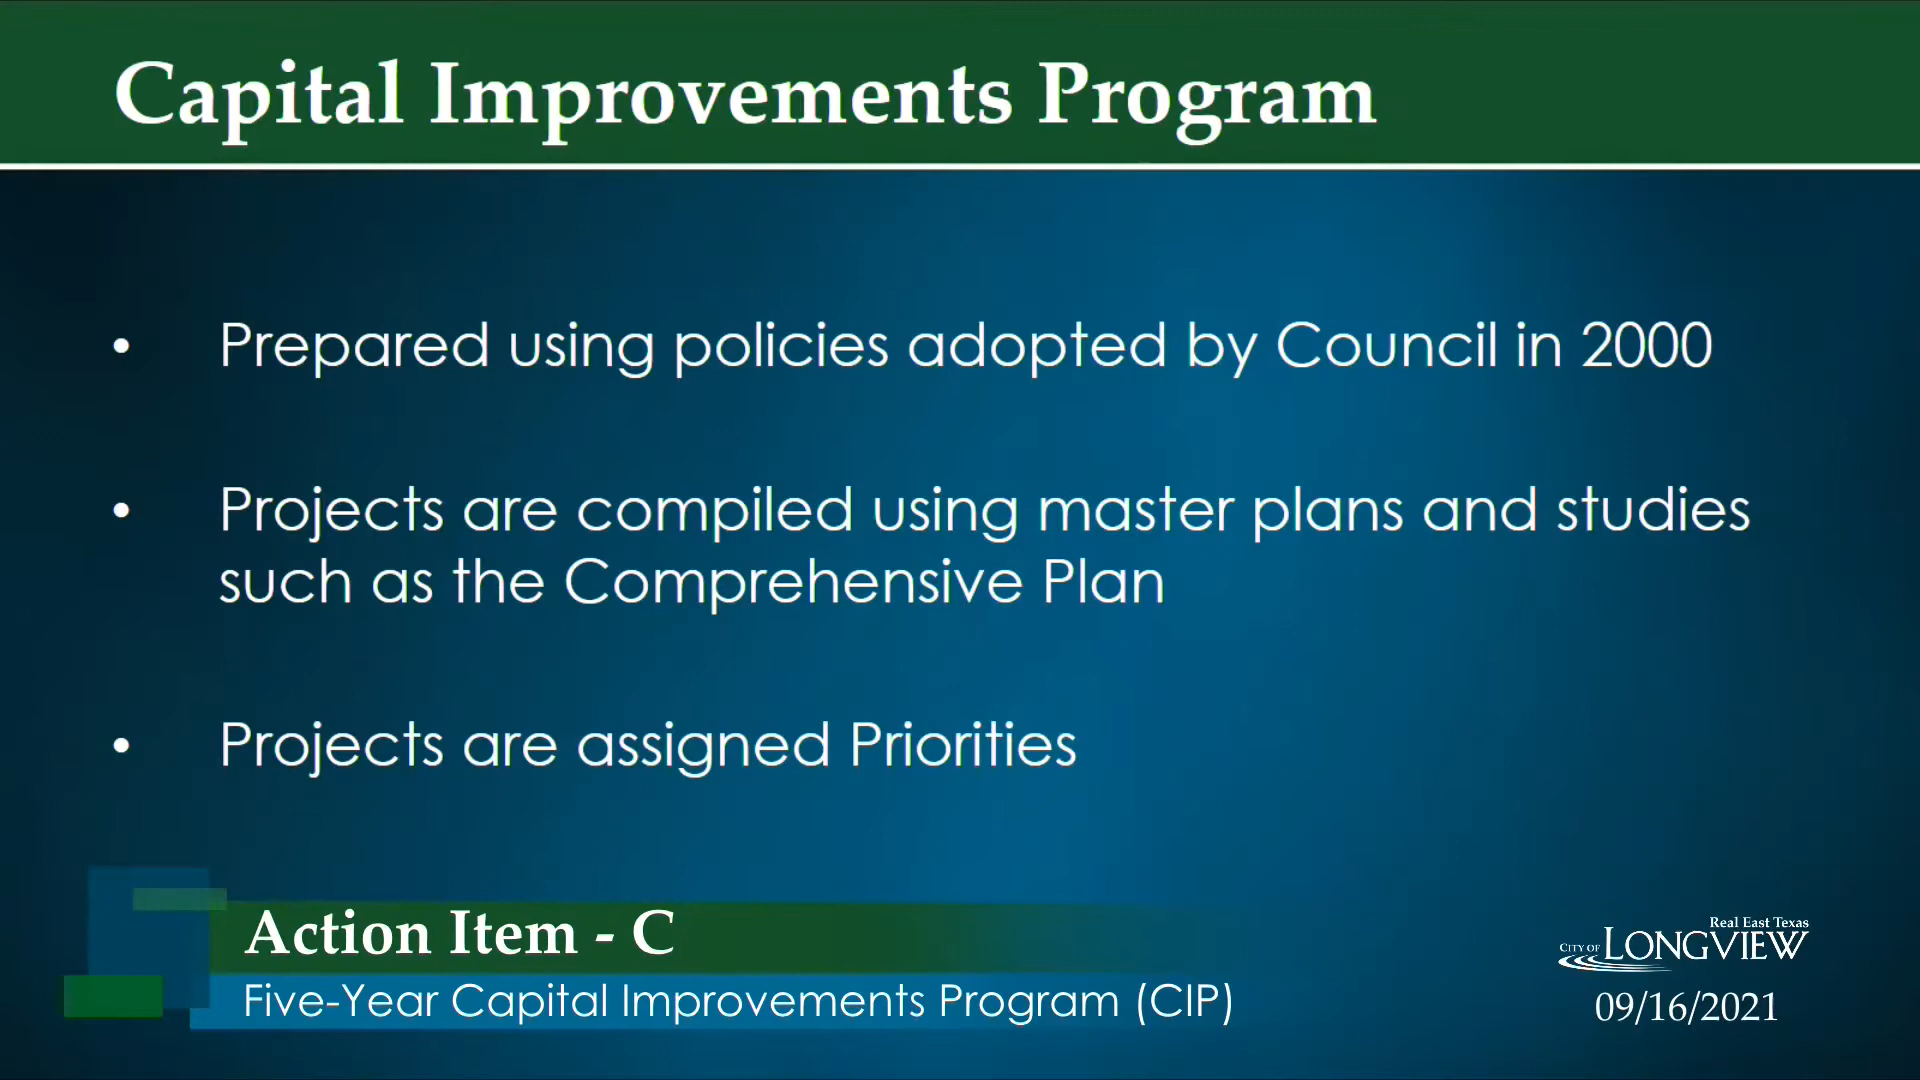 Capital Improvements Program
• Prepared using policies adopted by Council in 2000
• Projects are compiled using master plans and studies
such as the Comprehensive Plan
• Projects are assigned Priorities
Action Item - C
Five-Year Capital Improvements Program (CIP)
Real East Texas
CITY OF LONGVIEW
09/16/2021